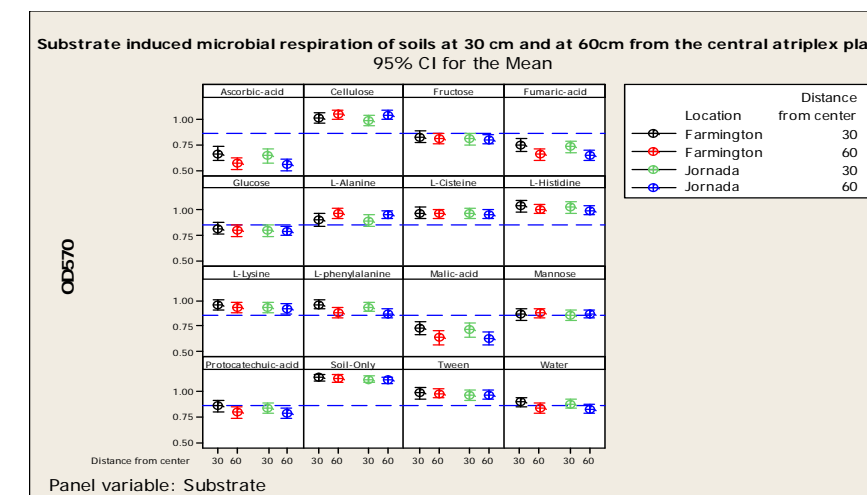 Substrate induced microbial respiration of soils at 30 cm and at 60cm from the central atriplex pla
95% CI for the Mean
Ascorbic-acid Cellulose Fructose Fumaric-acid
1.00
0.75
0.50
Glucose L-Alanine L-Cisteine L-Histidine
1.00
0.75
0.50
L-Lysine L-phenylalanine Malic-acid Mannose
1.00
0.75
0.50
Protocatechuic-acid Soil-Only Tween Water
1.00
0.75
0.50
OD570
Distance from center 30 60 30 60 30 60 30 60 30 60 30 60 30 60 30 60
Panel variable: Substrate
Distance
Location from center
Farmington 30
Farmington 60
Jornada 30
Jornada 60